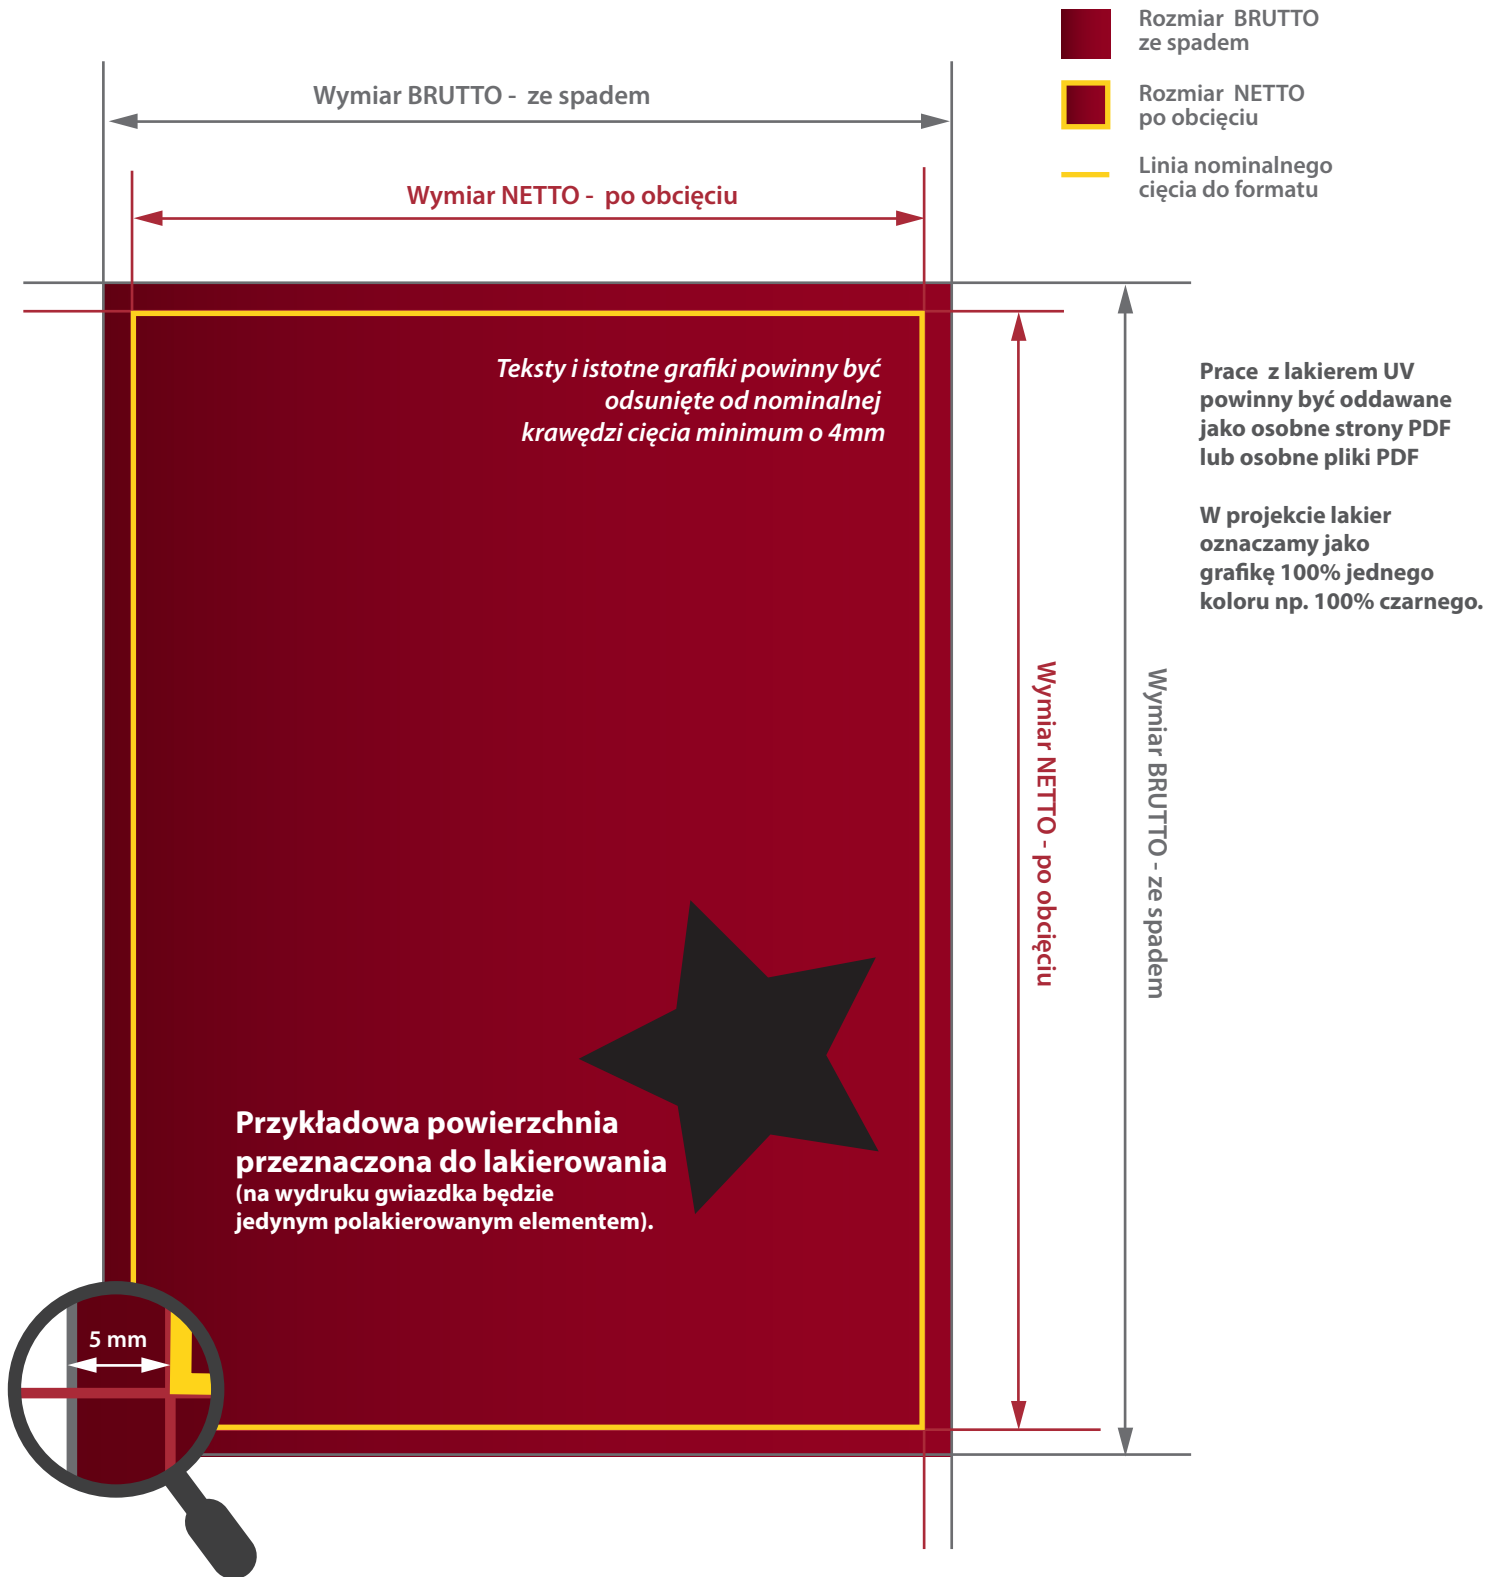 Rozmiar BRUTTO
ze spadem
Rozmiar NETTO
po obcięciu
Linia nominalnego
cięcia do formatu
Wymiar BRUTTO - ze spadem
Wymiar NETTO - po obcięciu
Teksty i istotne grafiki powinny być
odsunięte od nominalnej
krawędzi cięcia minimum o 4mm
Prace z lakierem UV
powinny być oddawane
jako osobne strony PDF
lub osobne pliki PDF
W projekcie lakier
oznaczamy jako
grafikę 100% jednego
koloru np. 100% czarnego.
Wymiar NETTO - po obcięciu
Wymiar BRUTTO - ze spadem
Przykładowa powierzchnia
przeznaczona do lakierowania
(na wydruku gwiazdka będzie
jedynym polakierowanym elementem).
5 mm